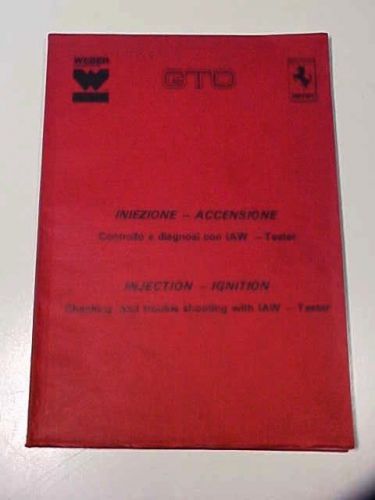 WEBER
GTO
INIEZIONE – ACCENSIONE
Controllo e diagnosi con IAW – Tester
INJECTION – IGNITION
Checking and trouble shooting with IAW – Tester